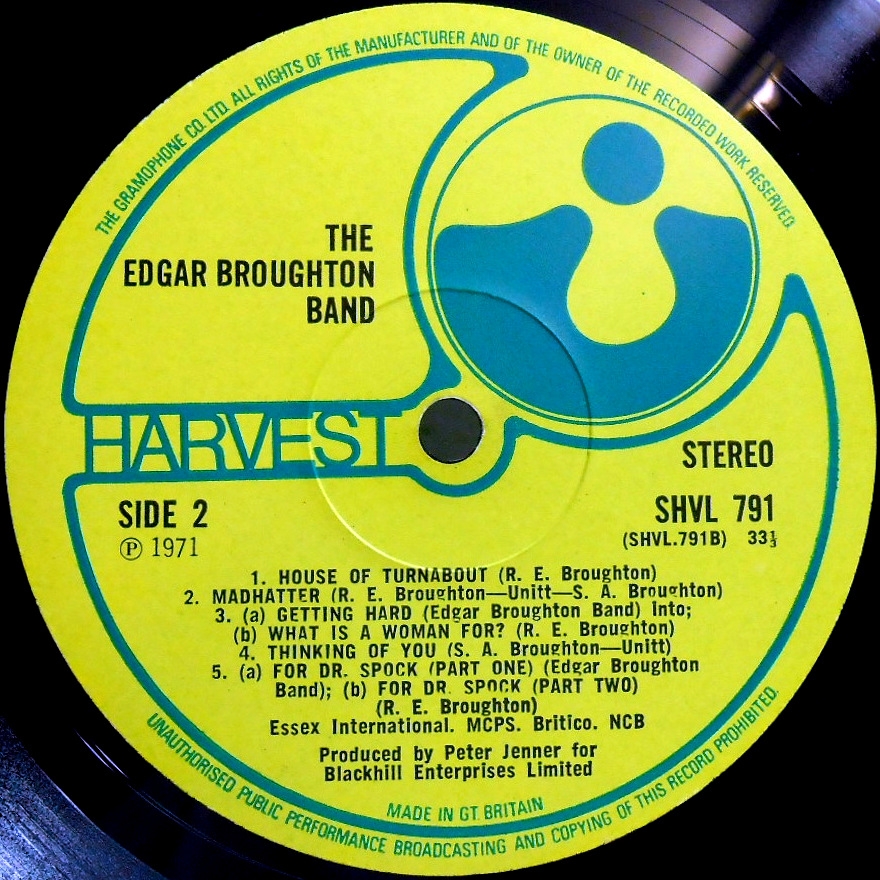 THE GRAMOPHONE CO. LTD. ALL RIGHTS OF THE MANUFACTURER AND OF THE OWNER OF THE RECORDED WORK RESERVED.
THE
EDGAR BROUGHTON
BAND
HARVEST
STEREO
SIDE 2
SHVL 791
Ⓟ 1971
(SHVL.791B) 33⅓
1. HOUSE OF TURNABOUT (R. E. Broughton)
2. MADHATTER (R. E. Broughton—Unitt—S. A. Broughton)
3. (a) GETTING HARD (Edgar Broughton Band) Into;
(b) WHAT IS A WOMAN FOR? (R. E. Broughton)
4. THINKING OF YOU (S. A. Broughton—Unitt)
5. (a) FOR DR. SPOCK (PART ONE) (Edgar Broughton
Band); (b) FOR DR. SPOCK (PART TWO)
(R. E. Broughton)
Essex International. MCPS. Britico. NCB
Produced by Peter Jenner for
Blackhill Enterprises Limited
MADE IN GT. BRITAIN
UNAUTHORISED PUBLIC PERFORMANCE BROADCASTING AND COPYING OF THIS RECORD PROHIBITED.